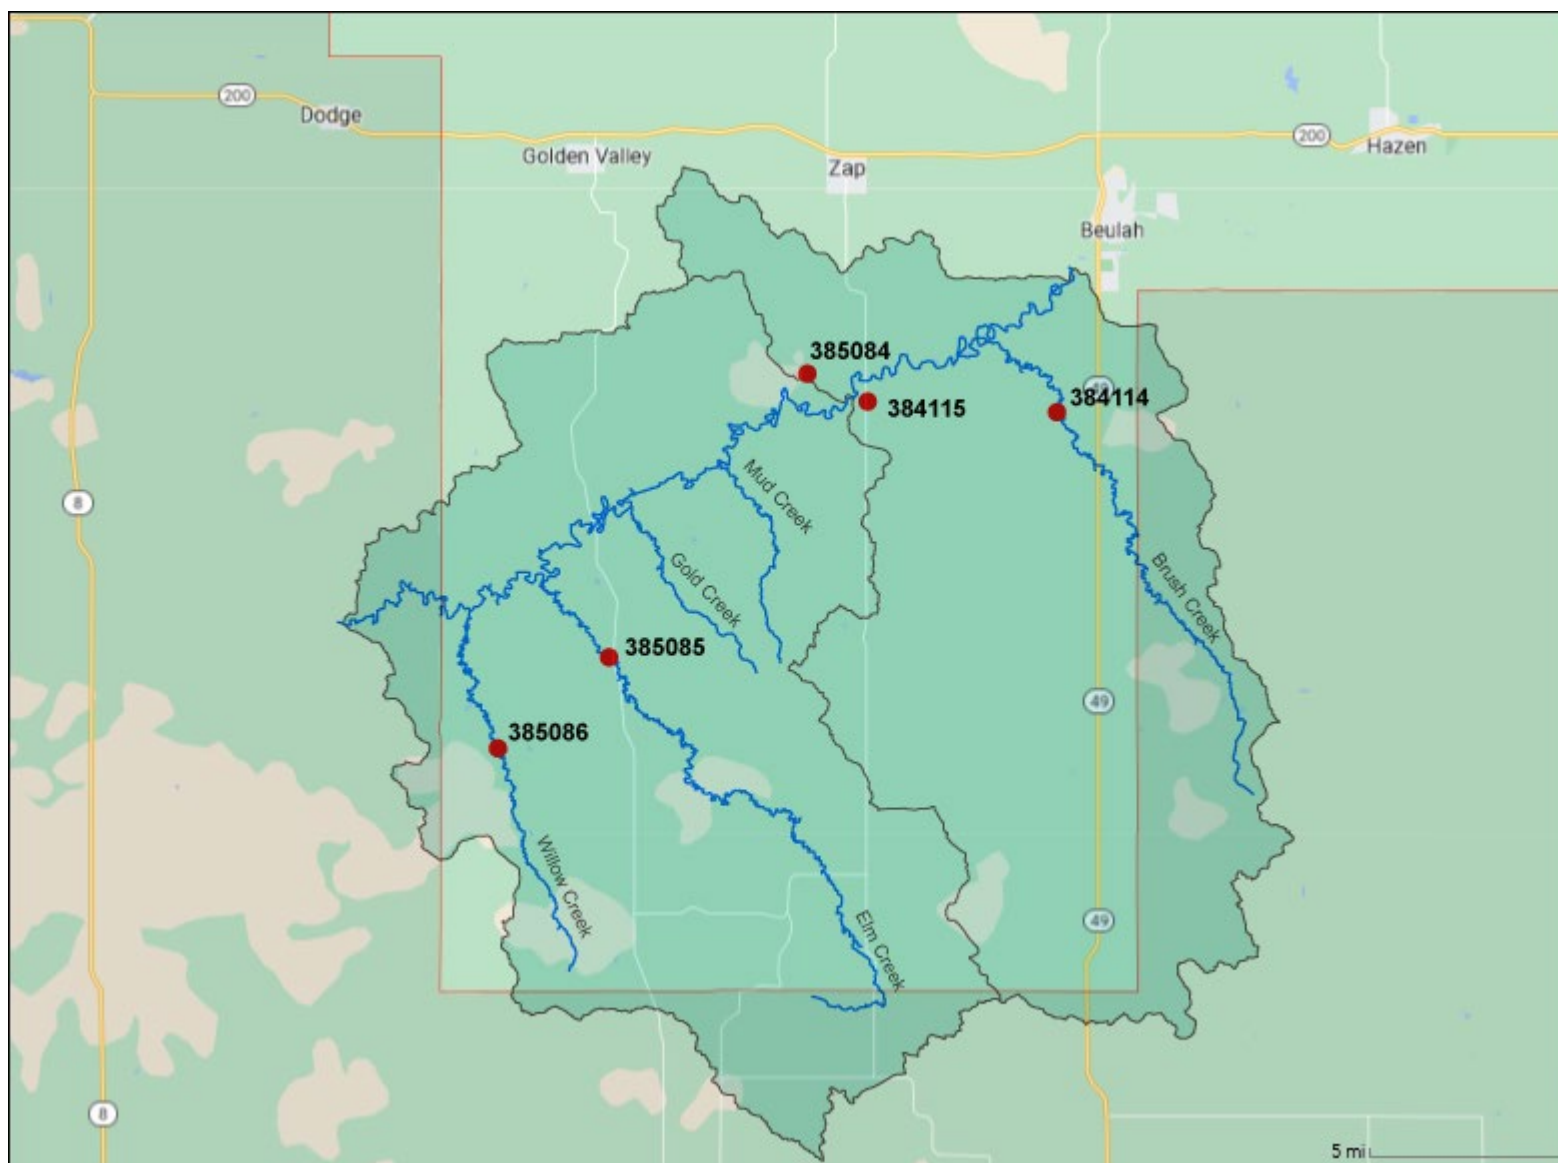 200
Dodge
Golden Valley
Zap
200
Hazen
Beulah
385084
384115
49
384114
8
Mud Creek
Gold Creek
Brush Creek
385085
49
385086
Willow Creek
Elm Creek
49
8
5 mi